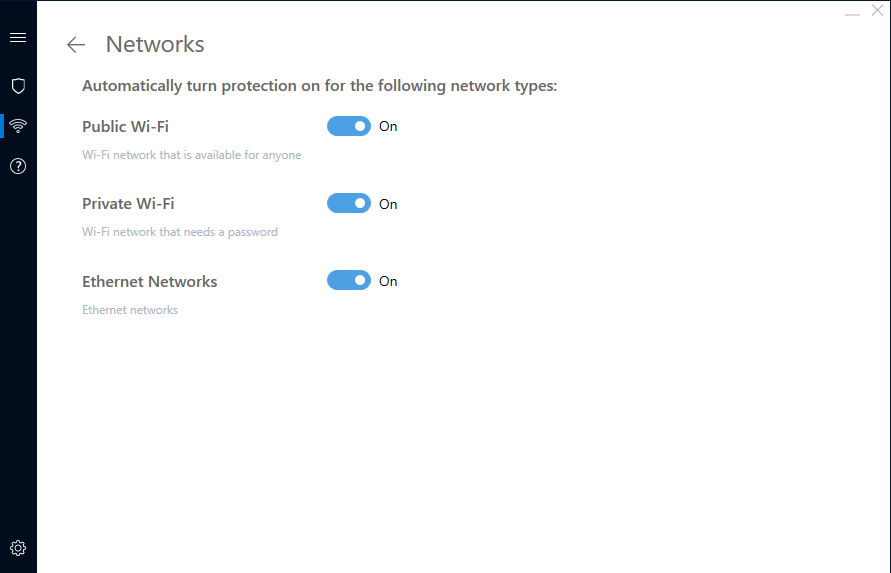 Networks
Automatically turn protection on for the following network types:
Public Wi-Fi
On
Wi-Fi network that is available for anyone
Private Wi-Fi
On
Wi-Fi network that needs a password
Ethernet Networks
On
Ethernet networks